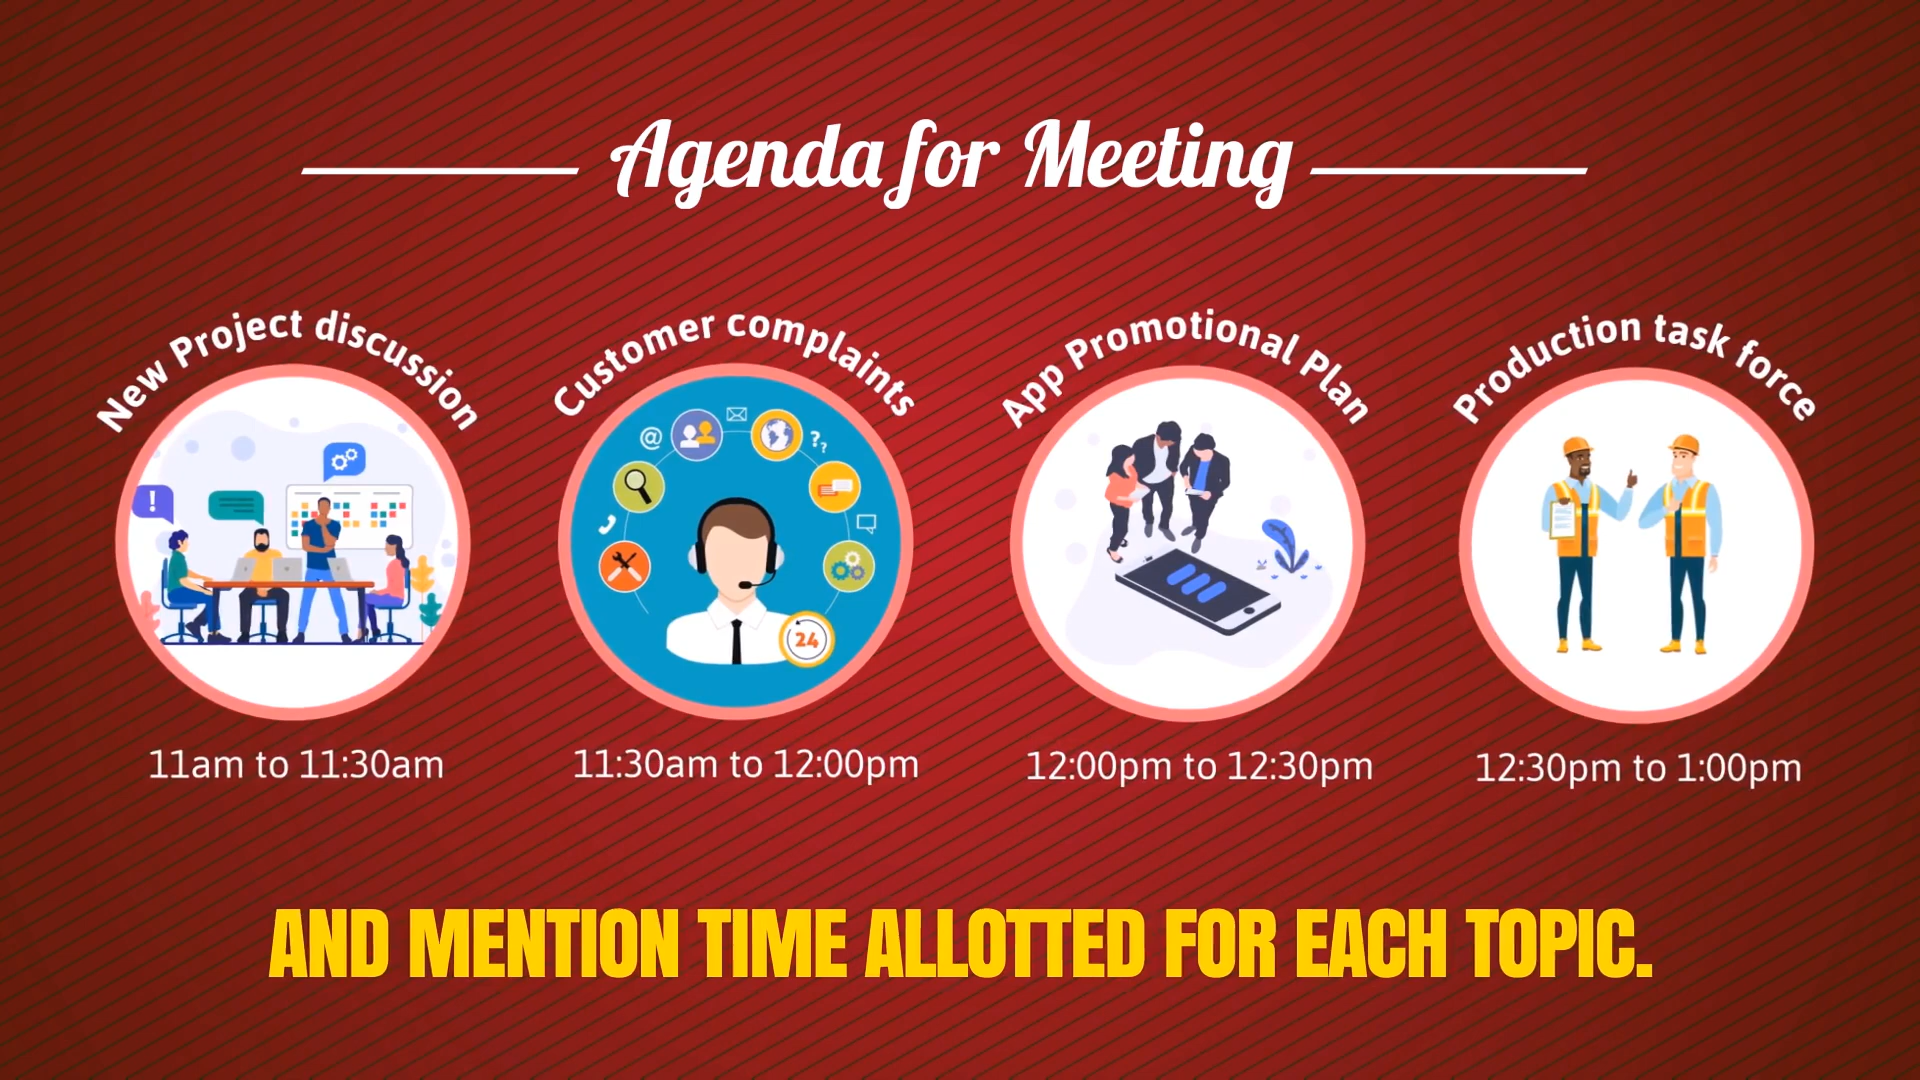 Agenda for Meeting
New Project discussion
Customer complaints
App Promotional Plan
Production task force
!
@
??
24
11am to 11:30am
11:30am to 12:00pm
12:00pm to 12:30pm
12:30pm to 1:00pm
AND MENTION TIME ALLOTTED FOR EACH TOPIC.